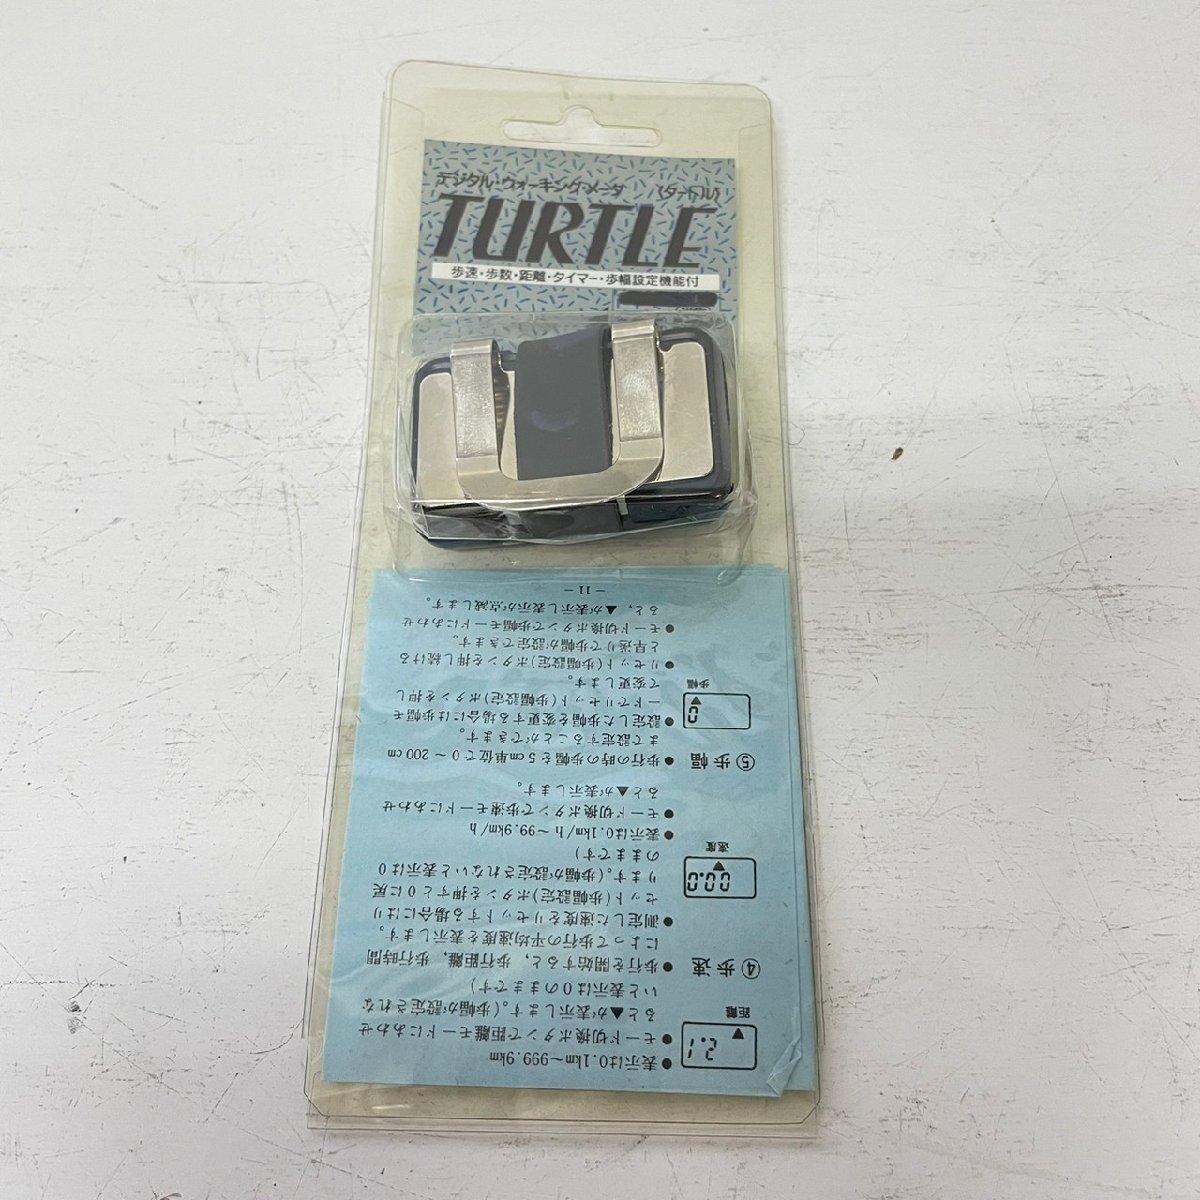 デジタル・ウォーキング・メータ 〈タートル〉
TURTLE
歩速・歩数・距離・タイマー・歩幅設定機能付
2.1
距離
● 表示は0.1km~999.9km
● モード切換ボタンで距離モードにあわせ
ると▼が表示します。(歩幅が設定されな
いと表示は0のままです)
④ 歩 速
● 歩行を開始すると,歩行距離,歩行時間
によって歩行の平均速度を表示します。
● 測定した速度をリセットする場合にはリ
セット(歩幅設定)ボタンを押すと0に戻
ります。(歩幅が設定されないと表示は0
のままです)
00.0
速度
● 表示は0.1km/h~99.9km/h
● モード切換ボタンで歩速モードにあわせ
ると▼が表示します。
⑤ 歩 幅
● 歩行の時の歩幅を5cm単位で0~200cm
まで設定することができます。
● 設定した歩幅を変更する場合には歩幅モ
ードでリセット(歩幅設定)ボタンを押し
て変更します。
0
歩幅
● リセット(歩幅設定)ボタンを押し続ける
と早送りで歩幅が設定できます。
● モード切換ボタンで歩幅モードにあわせ
ると,▼が表示し表示が点滅します。
— 11 —